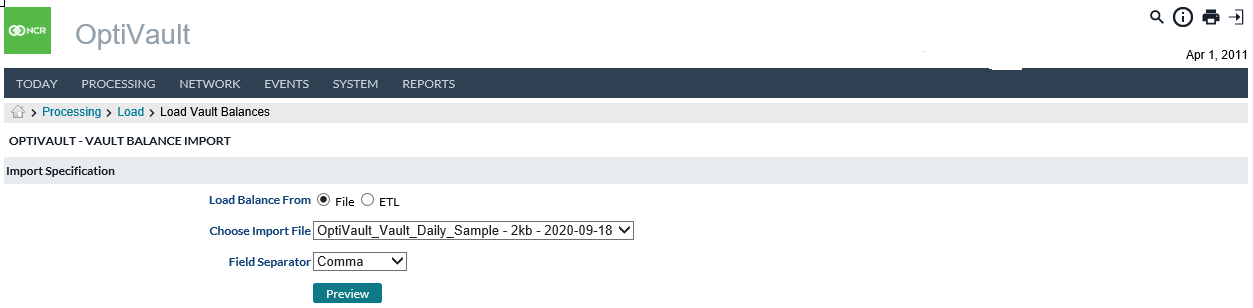 NCR
OptiVault
Apr 1, 2011
TODAY PROCESSING NETWORK EVENTS SYSTEM REPORTS
> Processing > Load > Load Vault Balances
OPTIVAULT - VAULT BALANCE IMPORT
Import Specification
Load Balance From File ETL
Choose Import File OptiVault_Vault_Daily_Sample - 2kb - 2020-09-18
Field Separator Comma
Preview